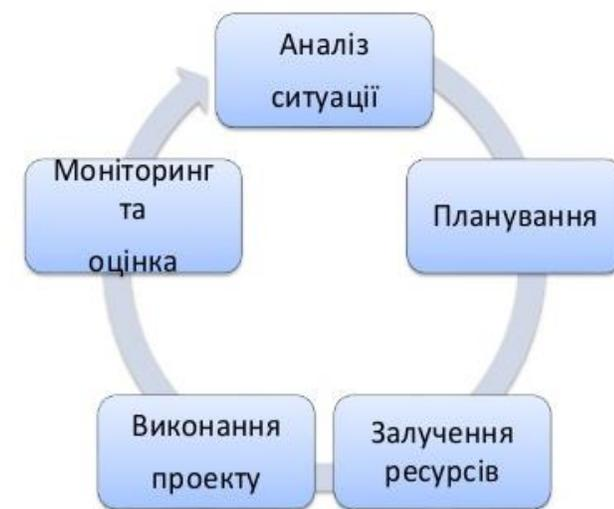 Аналіз
ситуації
Планування
Залучення
ресурсів
Виконання
проекту
Моніторинг
та
оцінка